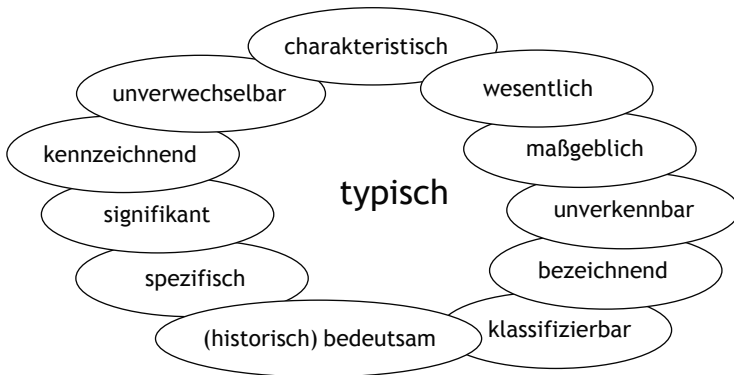 charakteristisch
unverwechselbar
wesentlich
kennzeichnend
maßgeblich
typisch
signifikant
unverkennbar
spezifisch
bezeichnend
(historisch) bedeutsam
klassifizierbar